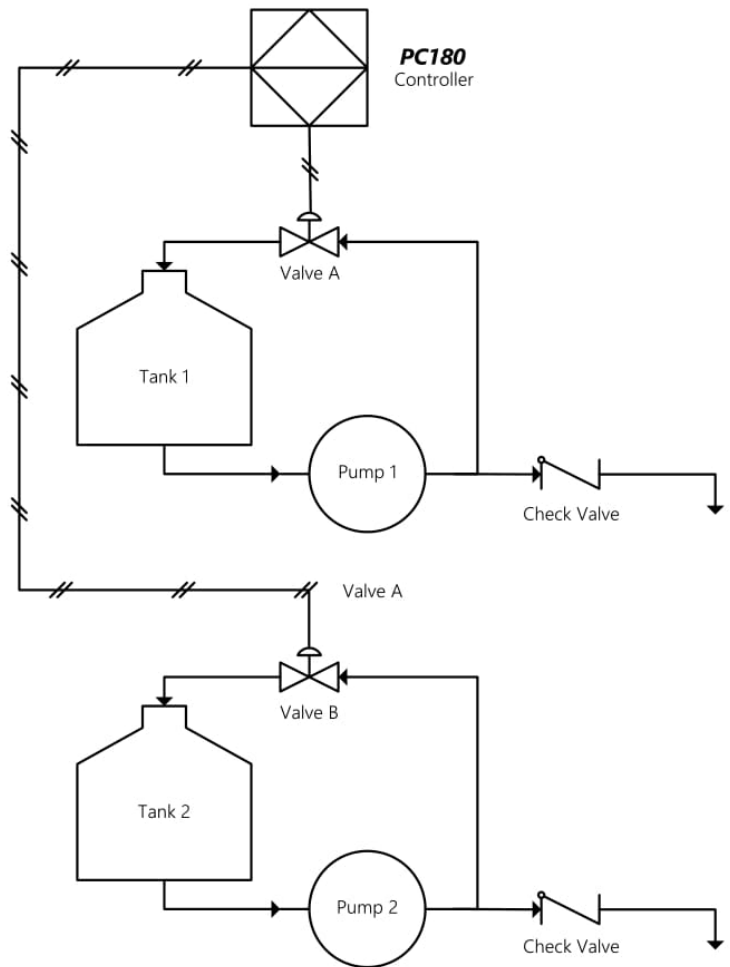 PC180
Controller
Valve A
Tank 1
Pump 1
Check Valve
Valve A
Valve B
Tank 2
Pump 2
Check Valve